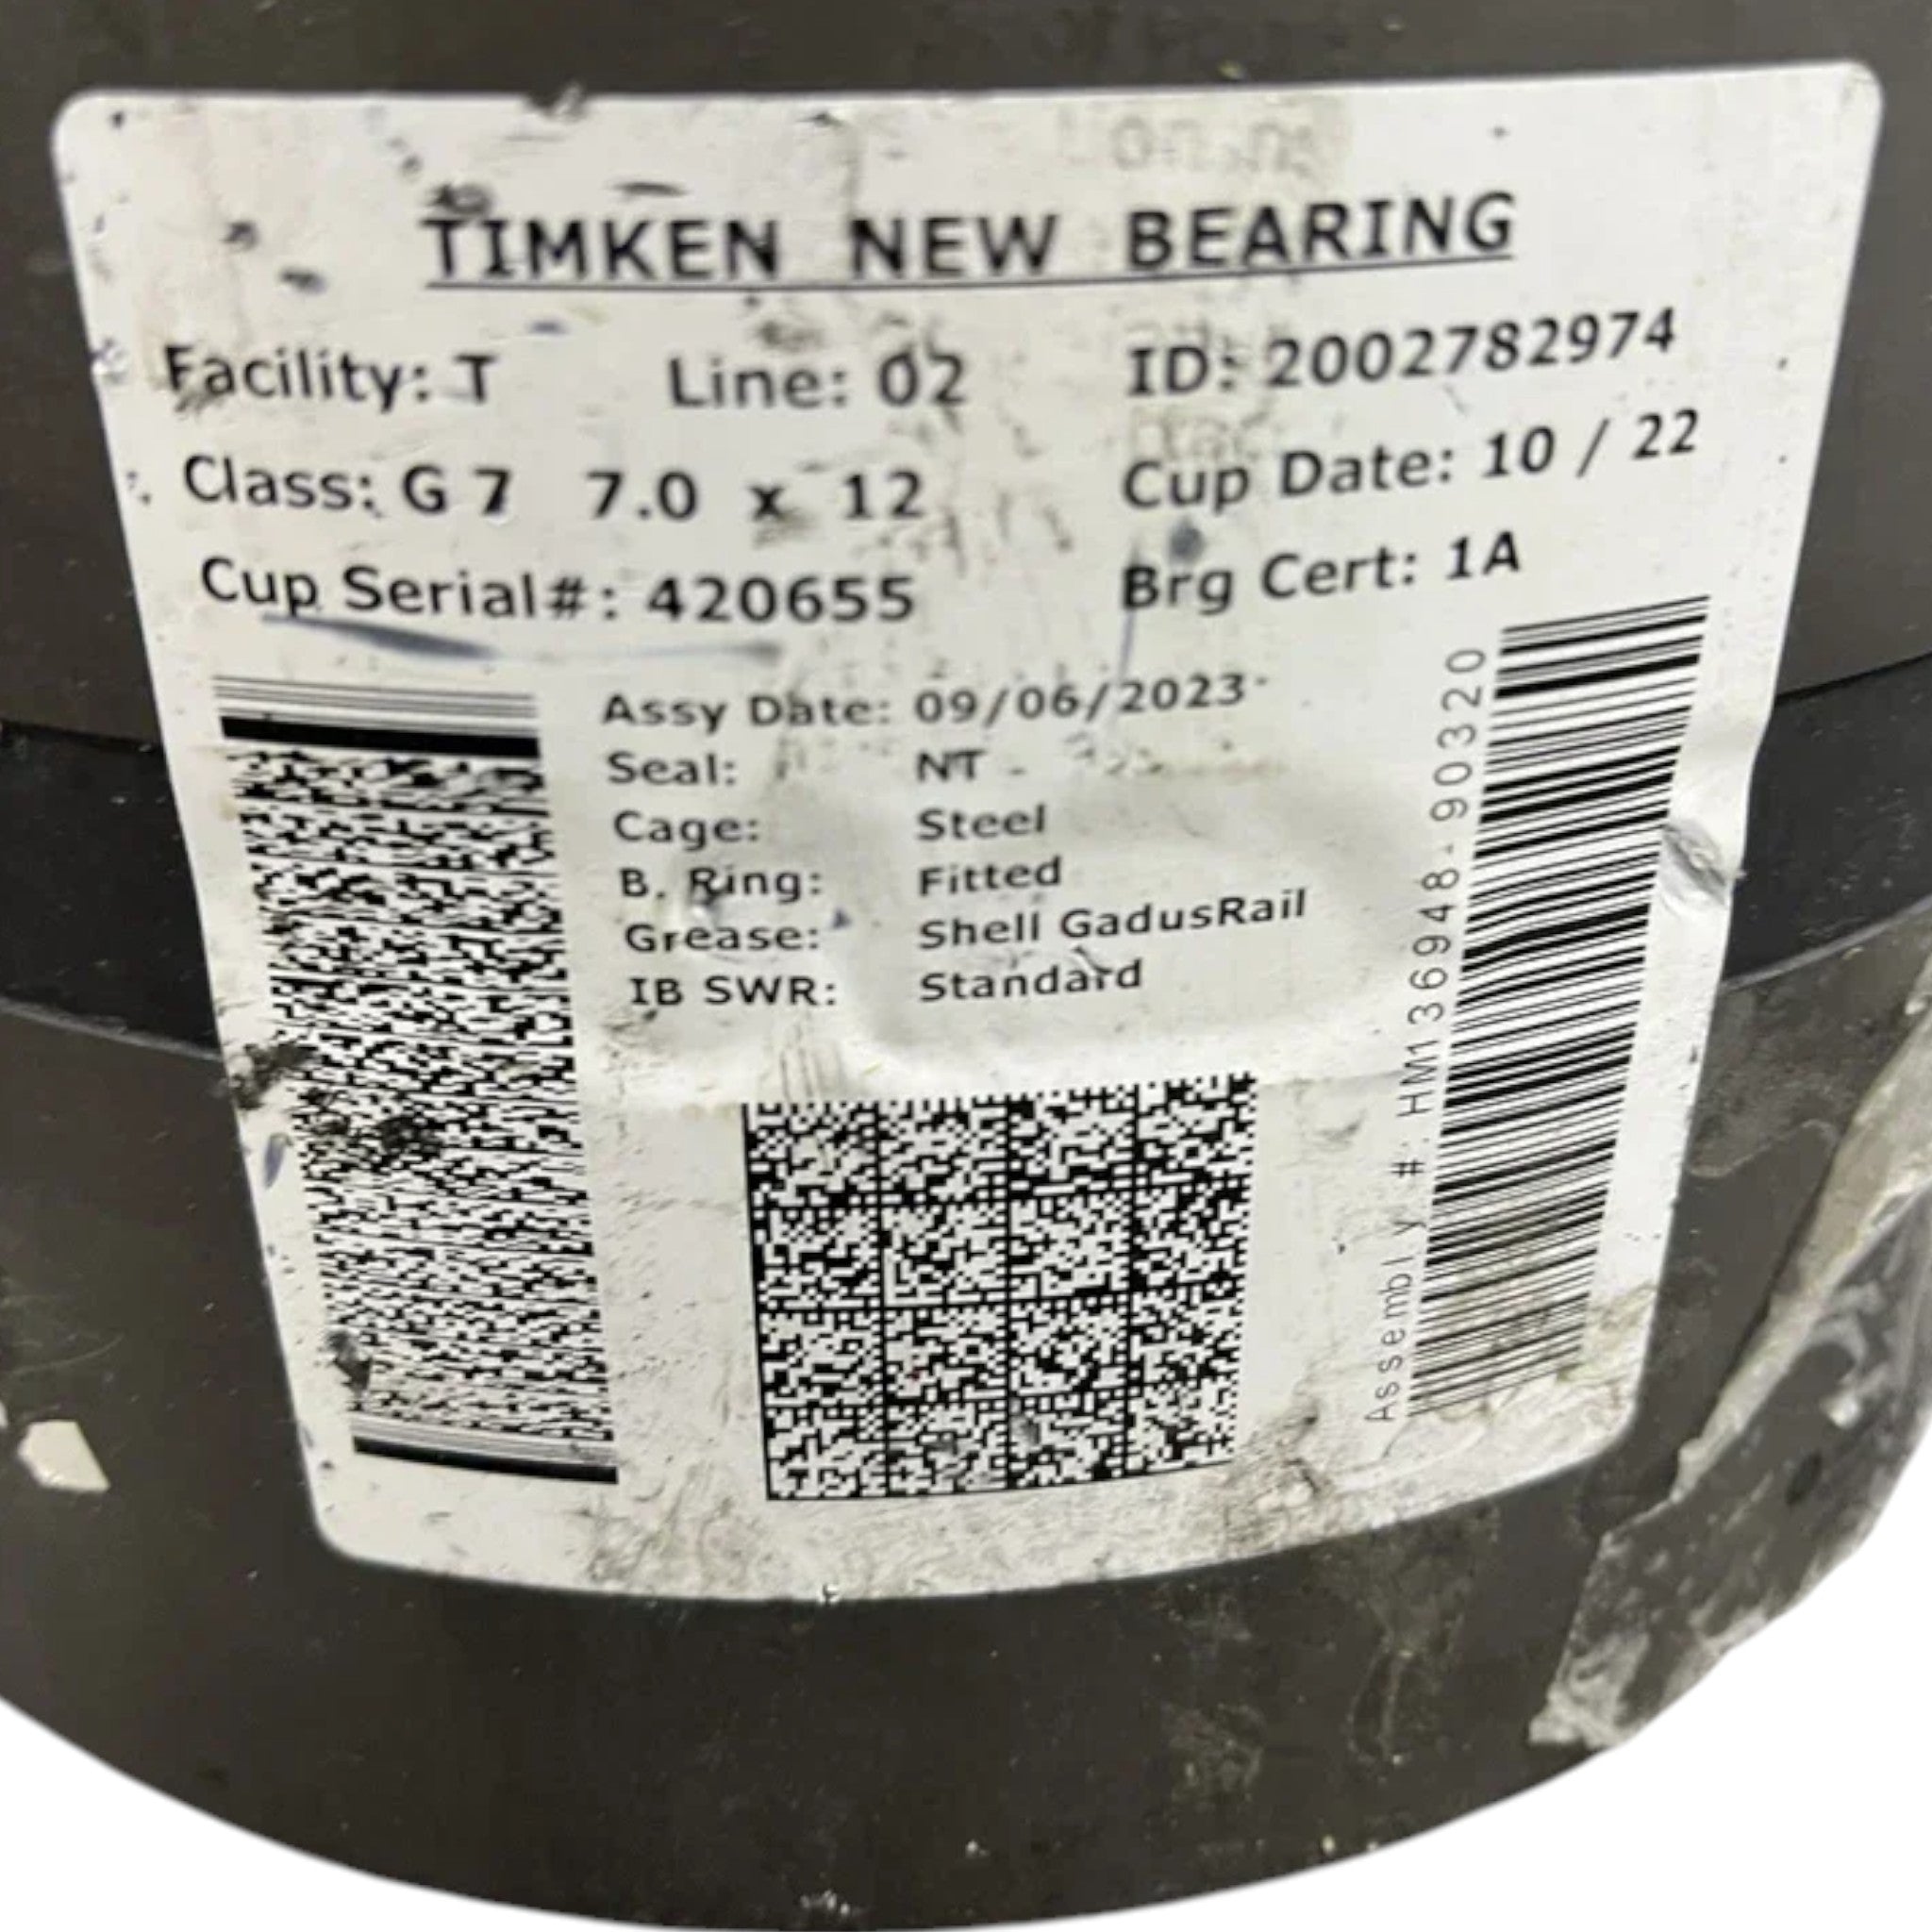 TIMKEN NEW BEARING
Facility: T Line: 02 ID: 2002782974
Class: G 7 7.0 x 12 Cup Date: 10 / 22
Cup Serial#: 420655 Brg Cert: 1A
Assy Date: 09/06/2023
Seal: NT
Cage: Steel
B. Ring: Fitted
Grease: Shell GadusRail
IB SWR: Standard
Assembly #: HM136948-90320